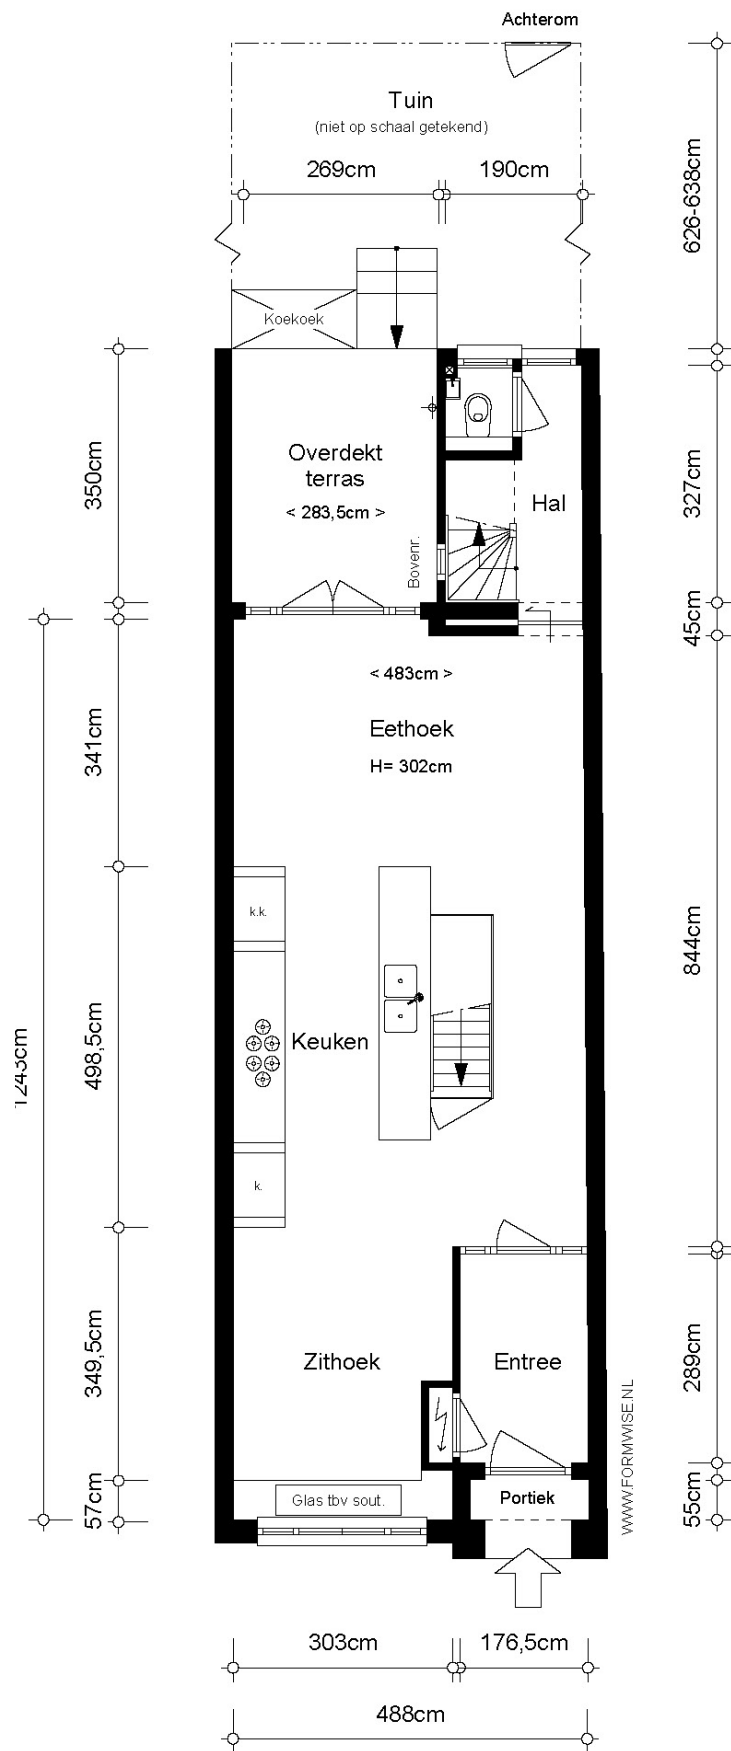 Achterom
Tuin
(niet op schaal getekend)
269cm
190cm
626-638cm
Koekoek
350cm
Overdekt
terras
< 283,5cm >
Bovenr.
Hal
327cm
45cm
< 483cm >
Eethoek
H= 302cm
341cm
k.k.
844cm
Keuken
498,5cm
1243cm
k.
349,5cm
Zithoek
Entree
289cm
WWW.FORMWISE.NL
57cm
Glas tbv sout.
Portiek
55cm
303cm
176,5cm
488cm